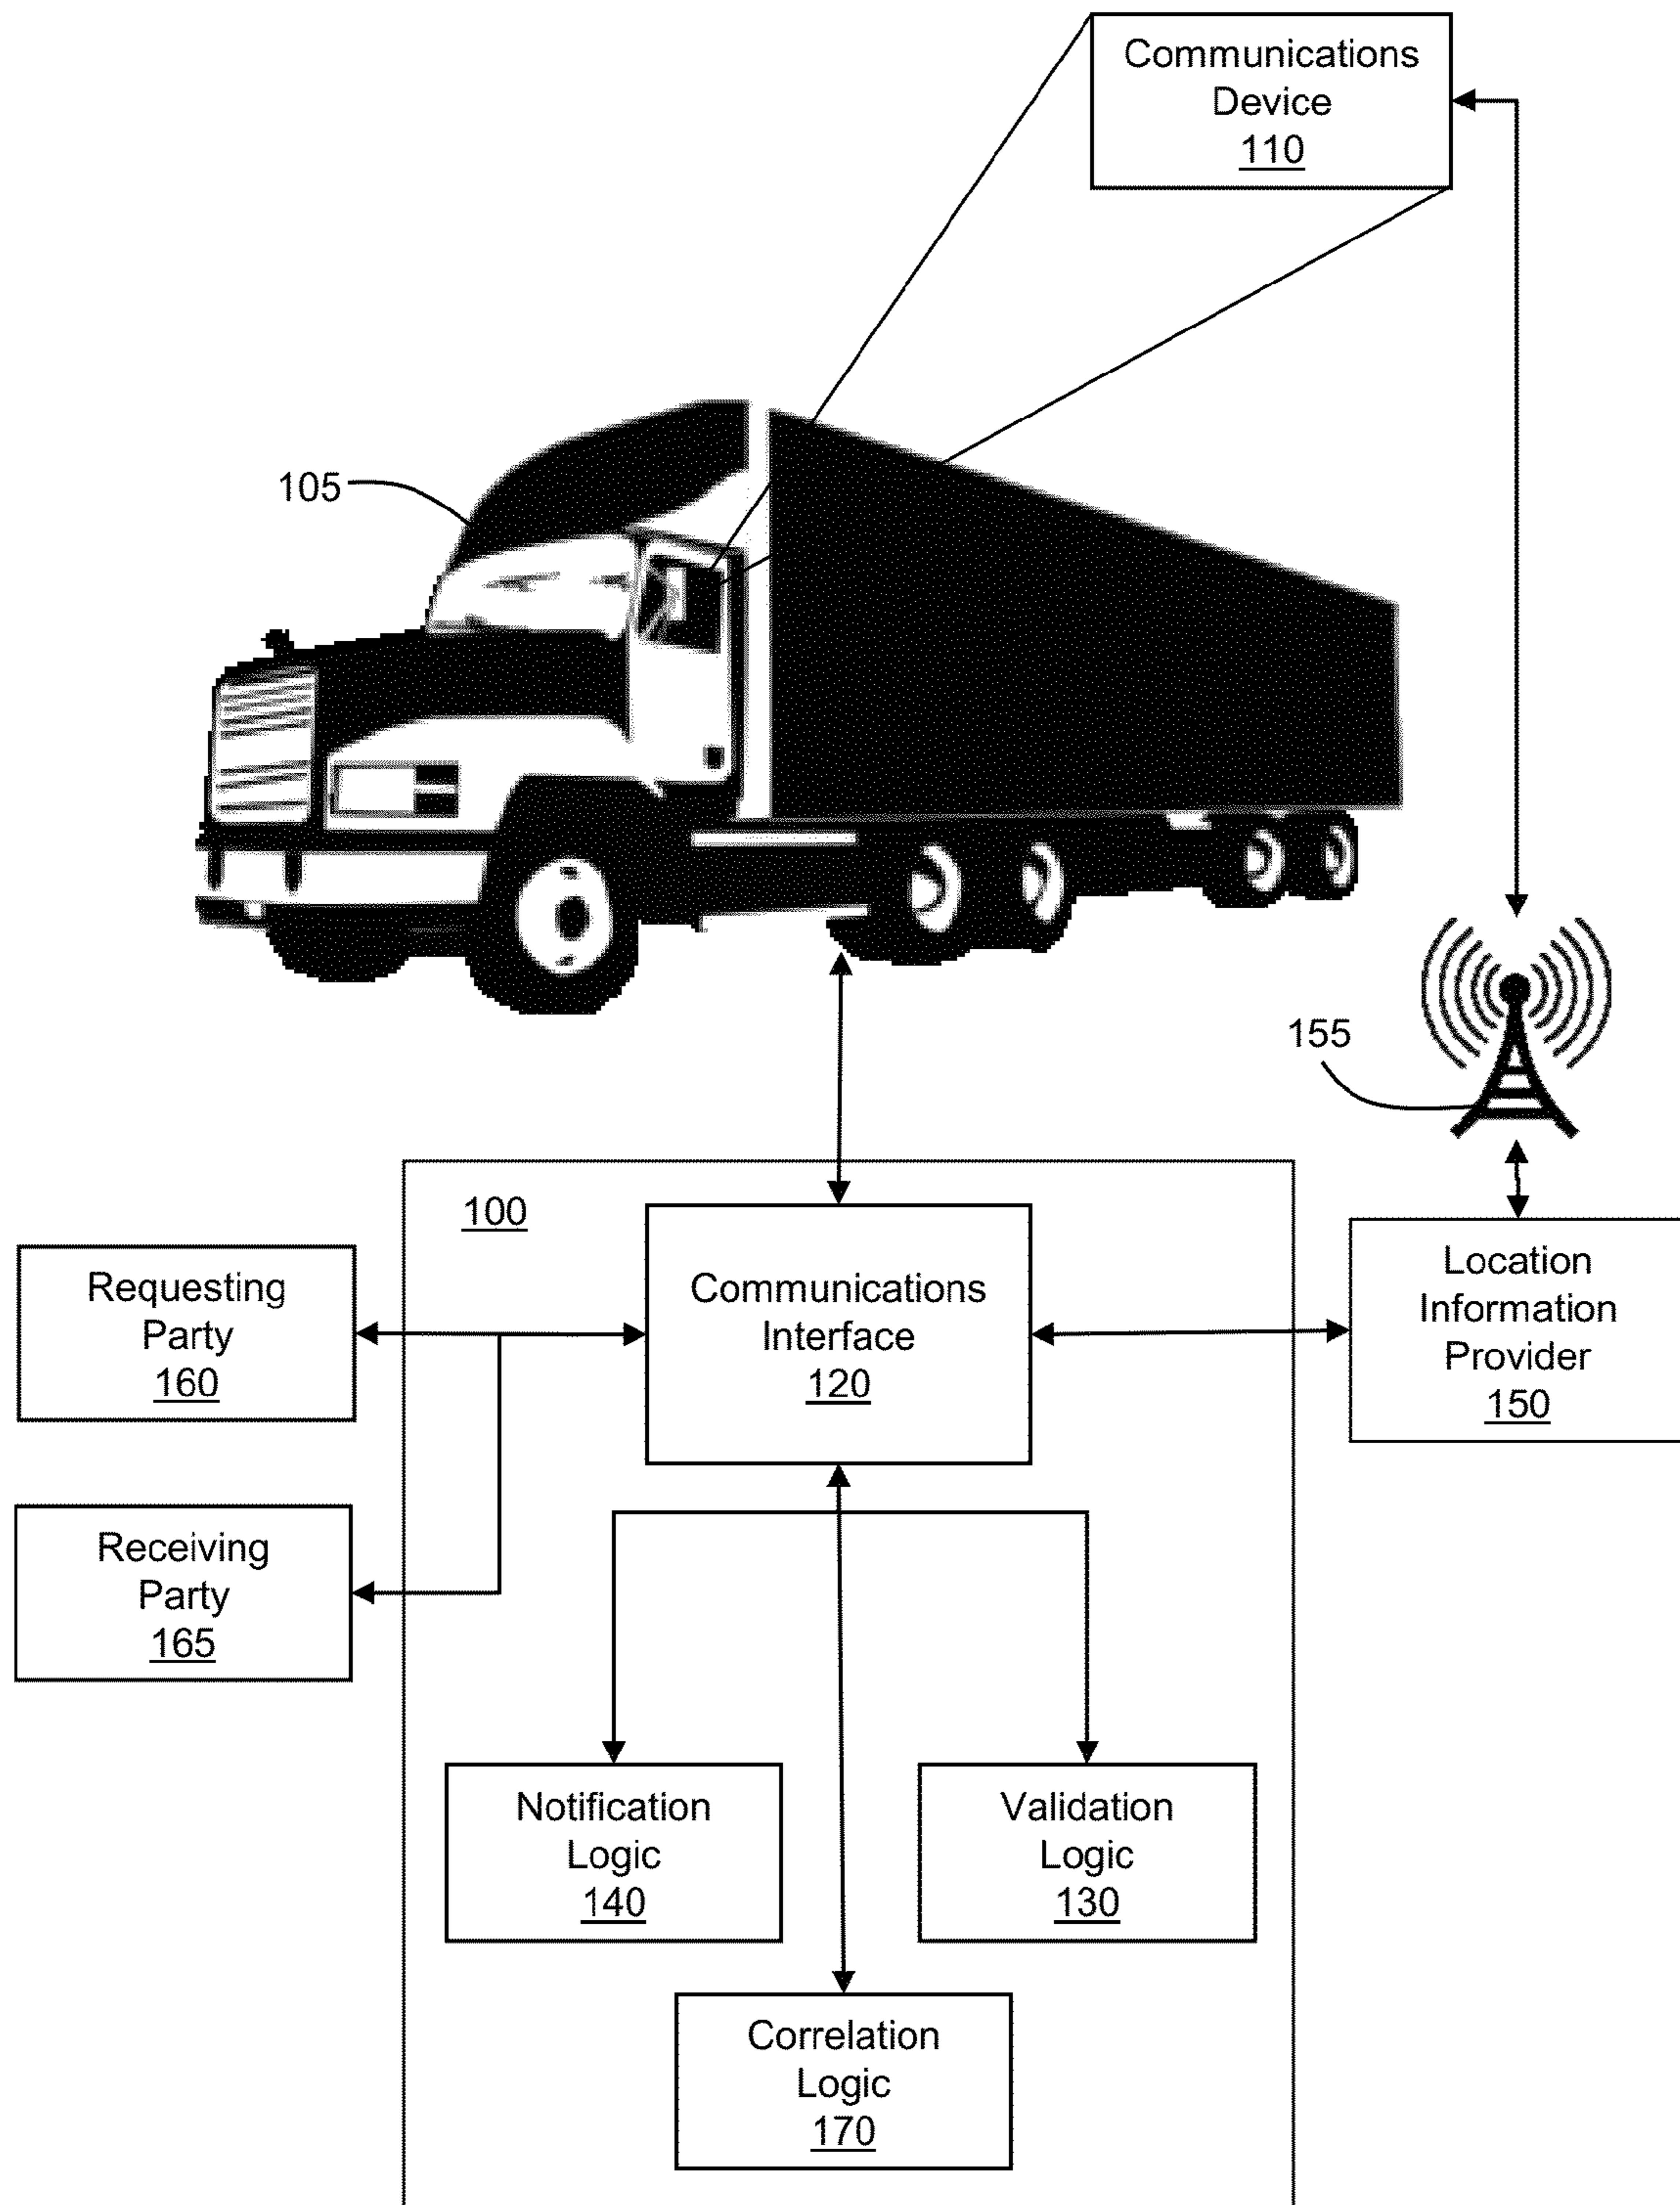 Communications
Device
110
105
155
100
Communications
Interface
120
Requesting
Party
160
Location
Information
Provider
150
Receiving
Party
165
Notification
Logic
140
Validation
Logic
130
Correlation
Logic
170